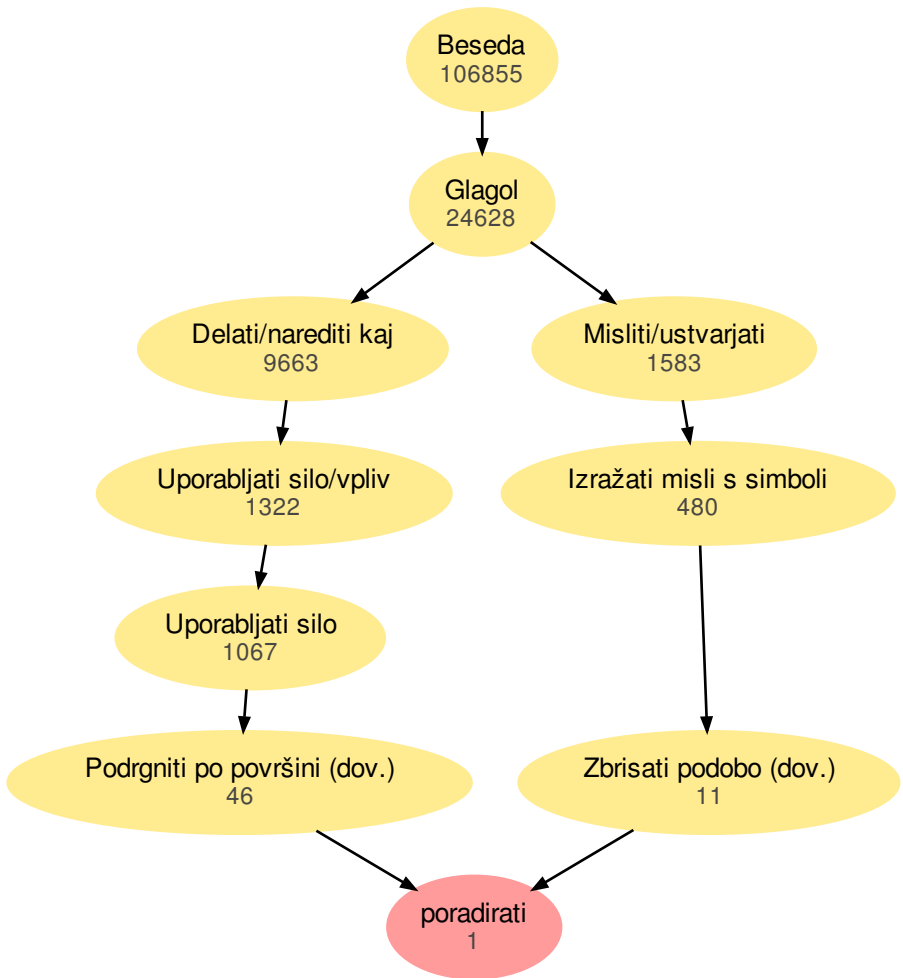 Beseda
106855
Glagol
24628
Delati/narediti kaj
9663
Misliti/ustvarjati
1583
Uporabljati silo/vpliv
1322
Izražati misli s simboli
480
Uporabljati silo
1067
Podrgniti po površini (dov.)
46
Zbrisati podobo (dov.)
11
poradirati
1